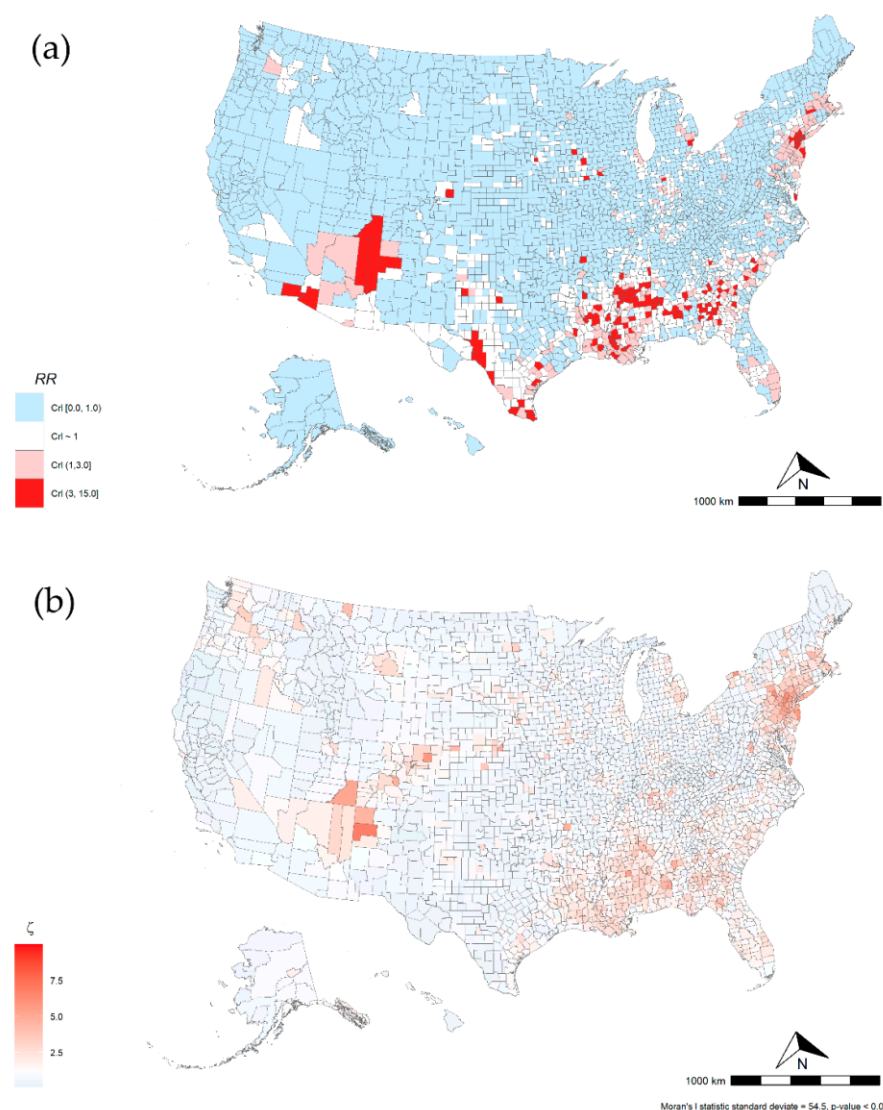 (a)
RR
CrI [0.0, 1.0)
CrI ~ 1
CrI (1,3.0]
CrI (3, 15.0]
N
1000 km
(b)
ζ
7.5
5.0
2.5
N
1000 km
Moran's I statistic standard deviate = 54.5, p-value < 0.0